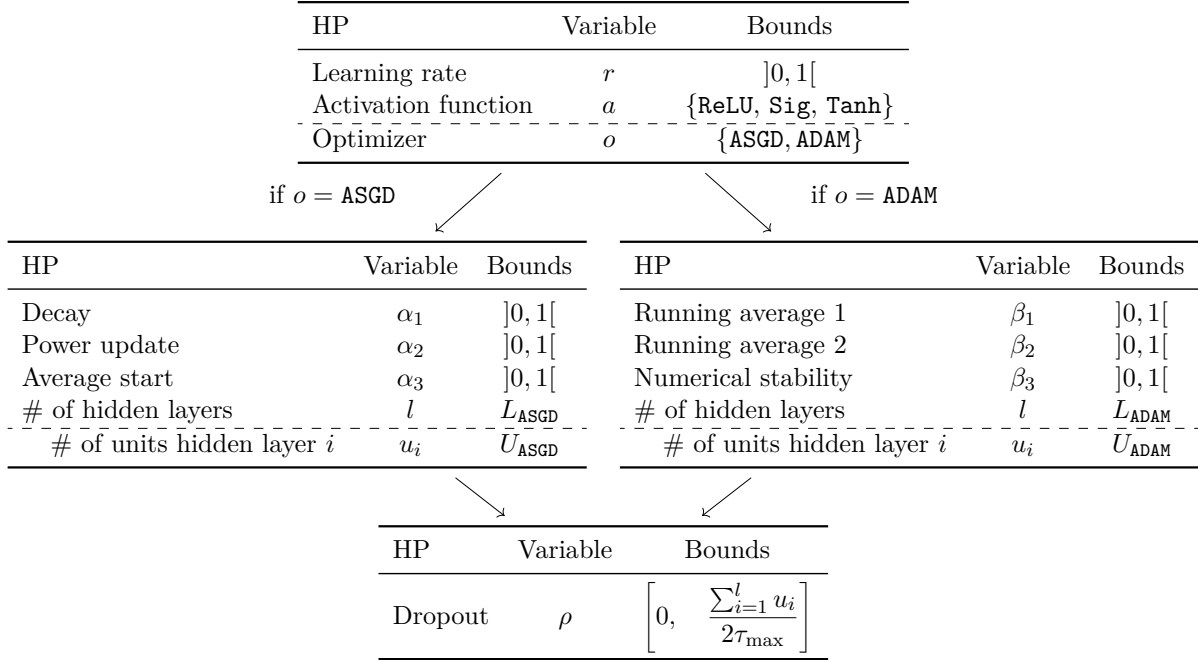 HP Variable Bounds
Learning rate r ]0, 1[
Activation function a {ReLU, Sig, Tanh}
Optimizer o {ASGD, ADAM}
if o = ASGD if o = ADAM
HP Variable Bounds HP Variable Bounds
Decay α₁ ]0, 1[ Running average 1 β₁ ]0, 1[
Power update α₂ ]0, 1[ Running average 2 β₂ ]0, 1[
Average start α₃ ]0, 1[ Numerical stability β₃ ]0, 1[
# of hidden layers l L_ASGD # of hidden layers l L_ADAM
# of units hidden layer i u_i U_ASGD # of units hidden layer i u_i U_ADAM
HP Variable Bounds
Dropout ρ [0, \frac{\sum_{i=1}^{l} u_i}{2τ_max}]